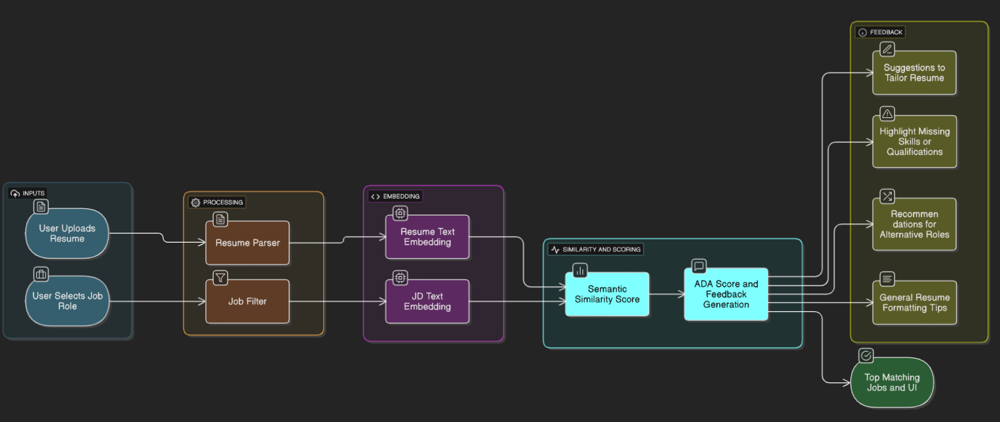 INPUTS
User Uploads
Resume
User Selects Job
Role
PROCESSING
Resume Parser
Job Filter
EMBEDDING
Resume Text
Embedding
JD Text
Embedding
SIMILARITY AND SCORING
Semantic
Similarity Score
ADA Score and
Feedback
Generation
FEEDBACK
Suggestions to
Tailor Resume
Highlight Missing
Skills or
Qualifications
Recommen
dations for
Alternative Roles
General Resume
Formatting Tips
Top Matching
Jobs and UI